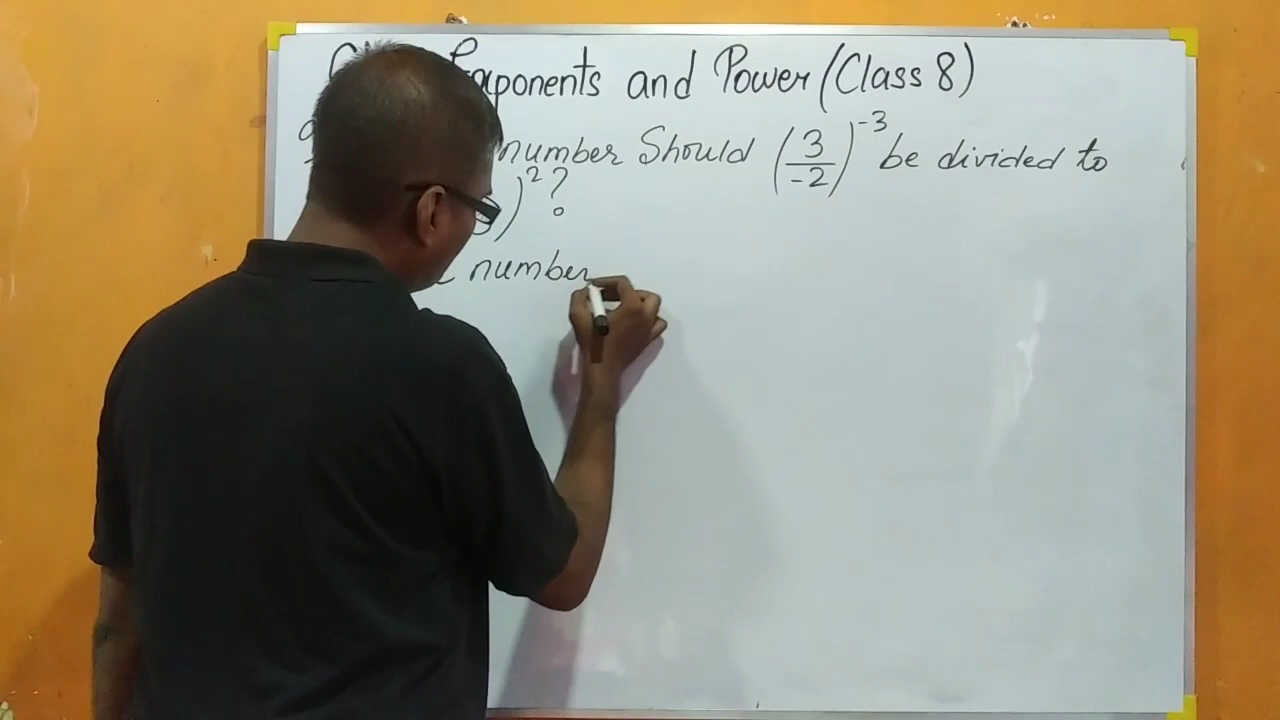 Exponents and Power (Class 8)
number Should (3/-2)^-3 be divided to
)^2 ?
number